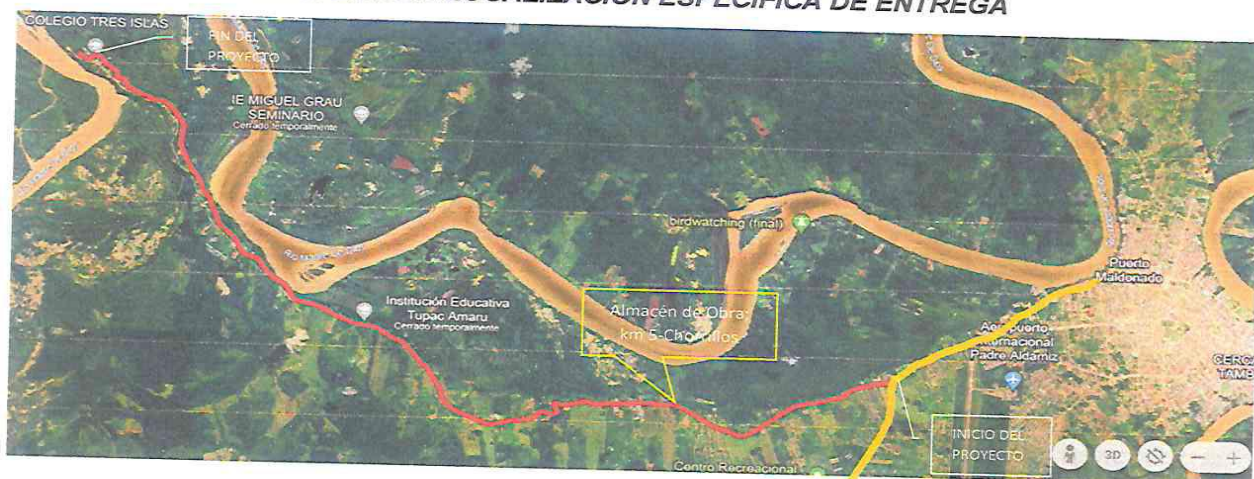 ESPECÍFICA DE ENTREGA
COLEGIO TRES ISLAS
FIN DEL
PROYECTO
IE MIGUEL GRAU
SEMINARIO
Cerrado temporalmente
birdwatching (final)
Puerto
Maldonado
Institución Educativa
Tupac Amaru
Cerrado temporalmente
Almacén de Obra:
km 5-Chorrillos
Aeropuerto
Internacional
Padre Aldámiz
INICIO DEL
PROYECTO
Centro Recreacional
3D